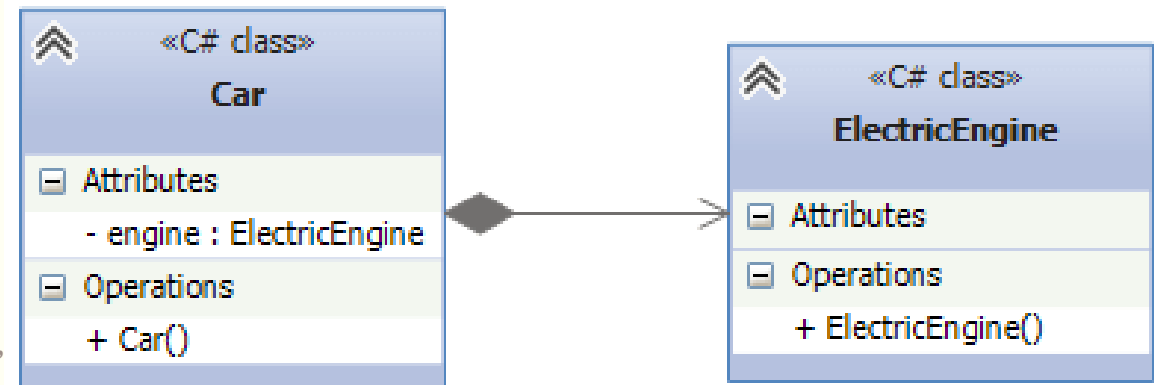 «C# class»
Car
Attributes
- engine : ElectricEngine
Operations
+ Car()
«C# class»
ElectricEngine
Attributes
Operations
+ ElectricEngine()